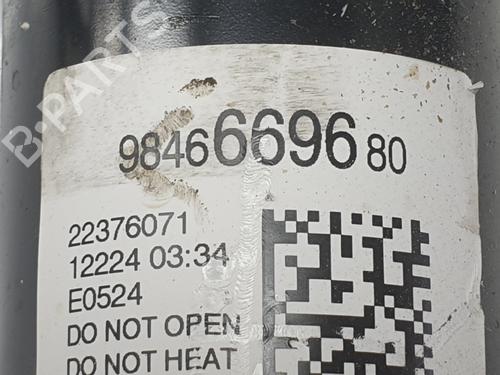 B-PARTS
9846669680
22376071
12224 03:34
E0524
DO NOT OPEN
DO NOT HEAT